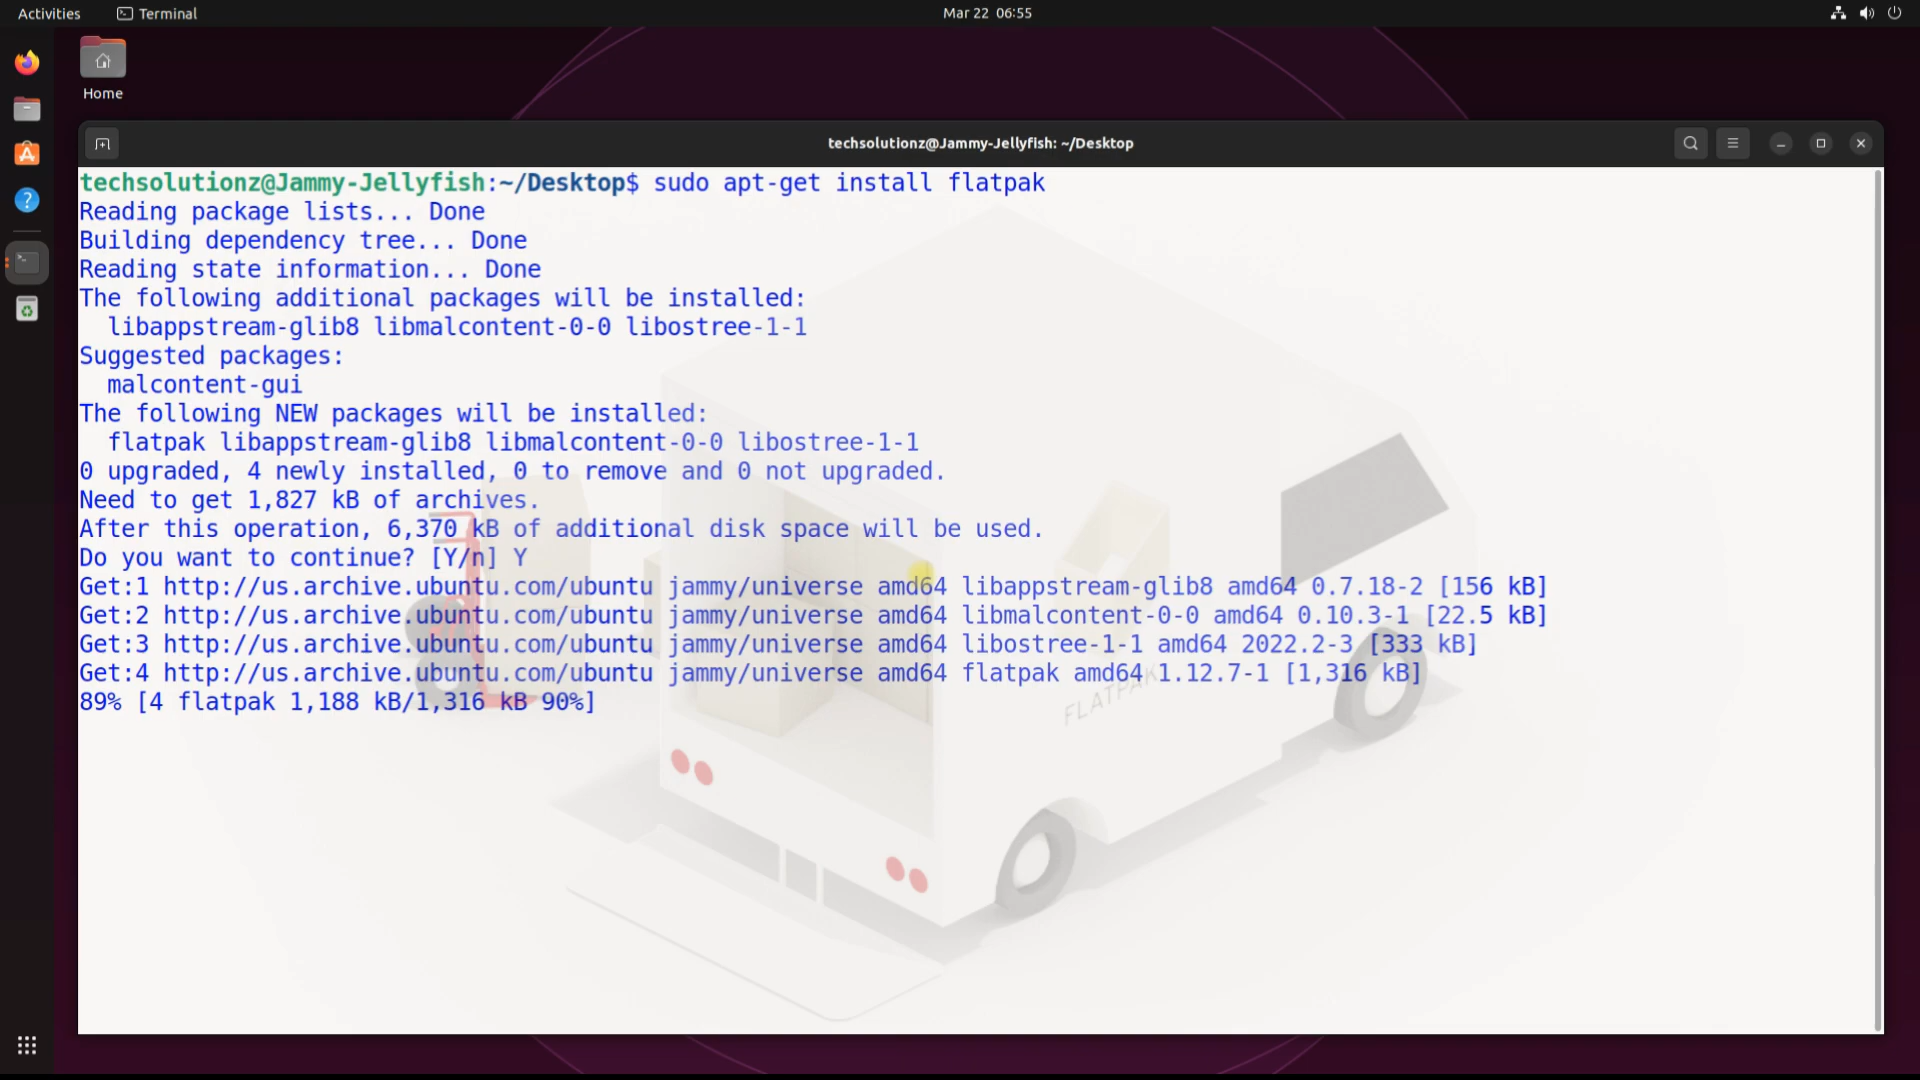 Activities Terminal Mar 22 06:55
Home
techsolutionz@Jammy-Jellyfish: ~/Desktop
techsolutionz@Jammy-Jellyfish:~/Desktop$ sudo apt-get install flatpak
Reading package lists... Done
Building dependency tree... Done
Reading state information... Done
The following additional packages will be installed:
  libappstream-glib8 libmalcontent-0-0 libostree-1-1
Suggested packages:
  malcontent-gui
The following NEW packages will be installed:
  flatpak libappstream-glib8 libmalcontent-0-0 libostree-1-1
0 upgraded, 4 newly installed, 0 to remove and 0 not upgraded.
Need to get 1,827 kB of archives.
After this operation, 6,370 kB of additional disk space will be used.
Do you want to continue? [Y/n] Y
Get:1 http://us.archive.ubuntu.com/ubuntu jammy/universe amd64 libappstream-glib8 amd64 0.7.18-2 [156 kB]
Get:2 http://us.archive.ubuntu.com/ubuntu jammy/universe amd64 libmalcontent-0-0 amd64 0.10.3-1 [22.5 kB]
Get:3 http://us.archive.ubuntu.com/ubuntu jammy/universe amd64 libostree-1-1 amd64 2022.2-3 [333 kB]
Get:4 http://us.archive.ubuntu.com/ubuntu jammy/universe amd64 flatpak amd64 1.12.7-1 [1,316 kB]
89% [4 flatpak 1,188 kB/1,316 kB 90%]
FLATPAK